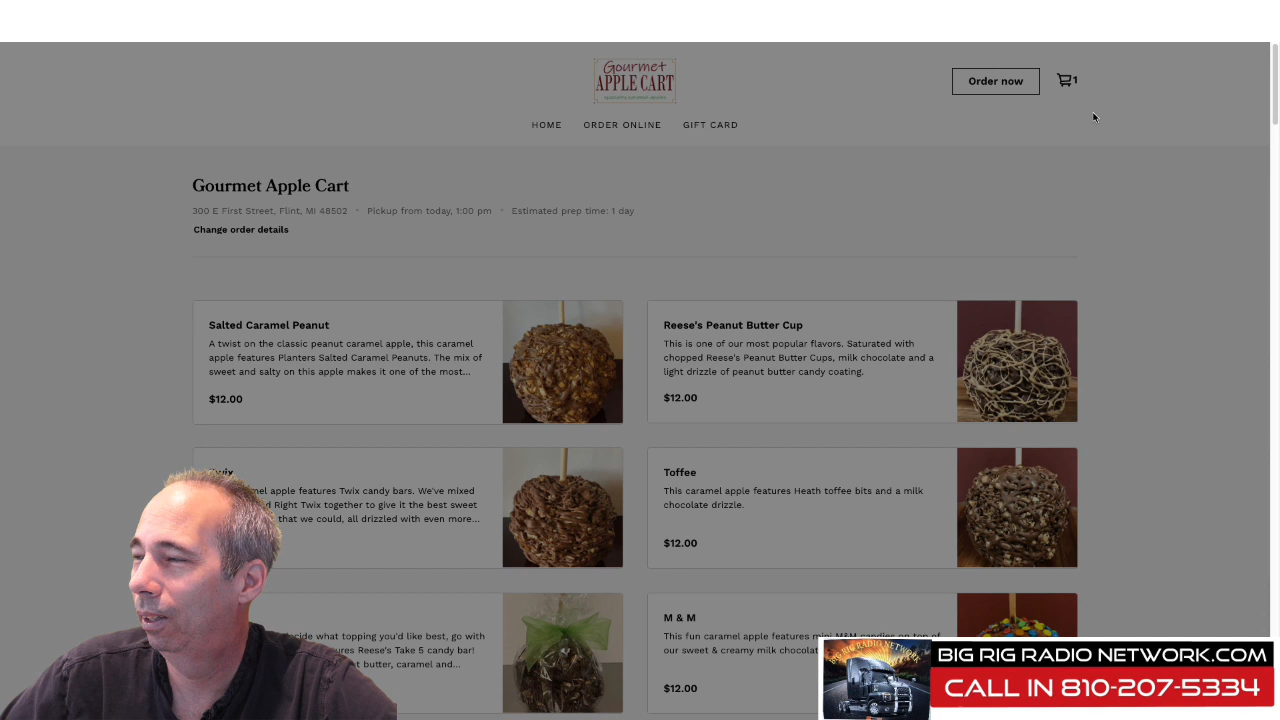 Gourmet
APPLE CART
Order now
1
HOME
ORDER ONLINE
GIFT CARD
Gourmet Apple Cart
300 E First Street, Flint, MI 48502 · Pickup from today, 1:00 pm · Estimated prep time: 1 day
Change order details
Salted Caramel Peanut
A twist on the classic peanut caramel apple, this caramel
apple features Planters Salted Caramel Peanuts. The mix of
sweet and salty on this apple makes it one of the most...
$12.00
Reese's Peanut Butter Cup
This is one of our most popular flavors. Saturated with
chopped Reese's Peanut Butter Cups, milk chocolate and a
light drizzle of peanut butter candy coating.
$12.00
Twix
apple features Twix candy bars. We've mixed
Right Twix together to give it the best sweet
that we could, all drizzled with even more...
Toffee
This caramel apple features Heath toffee bits and a milk
chocolate drizzle.
$12.00
what topping you'd like best, go with
Reese's Take 5 candy bar!
butter, caramel and...
M & M
This fun caramel apple features mini M&M candies on top of
our sweet & creamy milk
$12.00
BIG RIG RADIO NETWORK
BIG RIG RADIO NETWORK.COM
CALL IN 810-207-5334